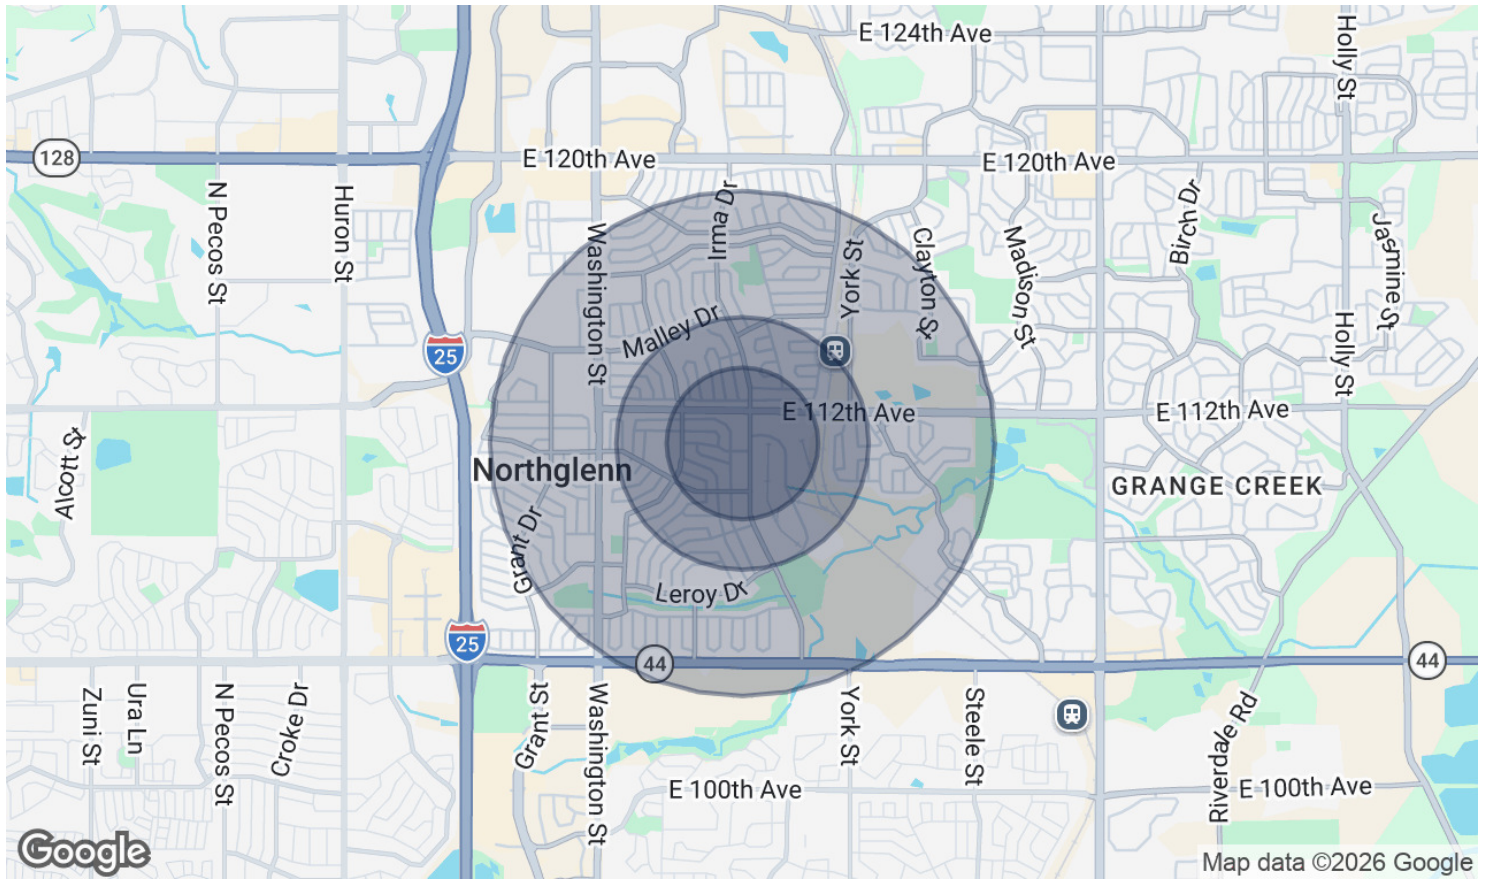 E 124th Ave
Holly St
128
E 120th Ave
E 120th Ave
N Pecos St
Huron St
Irma Dr
Washington St
York St
Clayton St
Madison St
Birch Dr
Jasmine St
Malley Dr
25
Holly St
E 112th Ave
E 112th Ave
Alcott St
Northglenn
GRANGE CREEK
Grant Dr
Leroy Dr
25
44
44
Zuni St
Ura Ln
N Pecos St
Croke Dr
Grant St
Washington St
York St
Steele St
Riverdale Rd
E 100th Ave
E 100th Ave
Google
Map data ©2026 Google